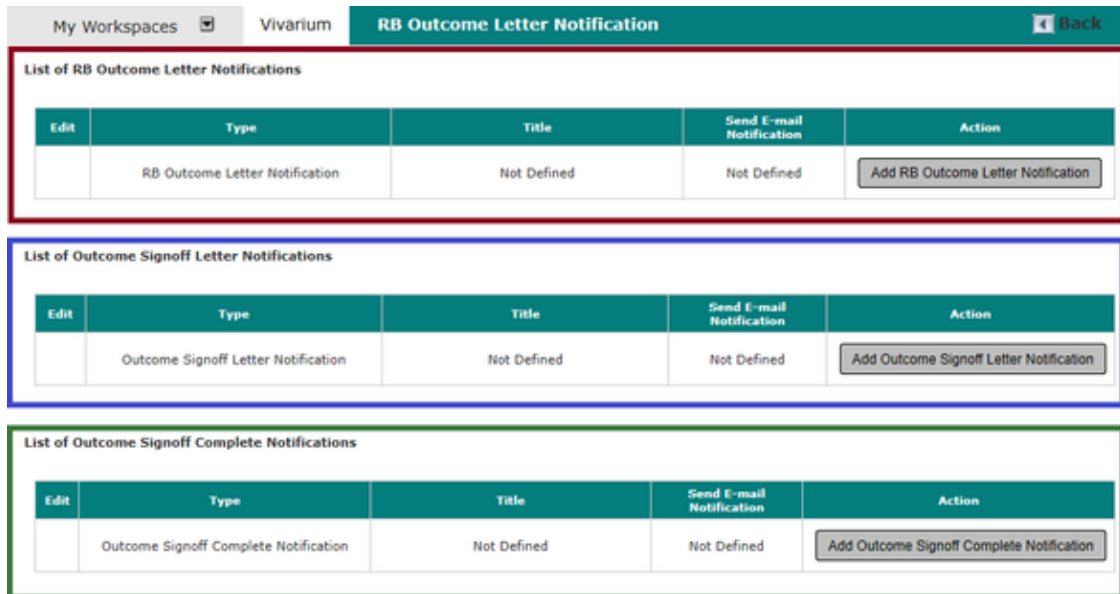 My Workspaces Vivarium RB Outcome Letter Notification Back
List of RB Outcome Letter Notifications
Edit Type Title Send E-mail Notification Action
RB Outcome Letter Notification Not Defined Not Defined Add RB Outcome Letter Notification
List of Outcome Signoff Letter Notifications
Edit Type Title Send E-mail Notification Action
Outcome Signoff Letter Notification Not Defined Not Defined Add Outcome Signoff Letter Notification
List of Outcome Signoff Complete Notifications
Edit Type Title Send E-mail Notification Action
Outcome Signoff Complete Notification Not Defined Not Defined Add Outcome Signoff Complete Notification